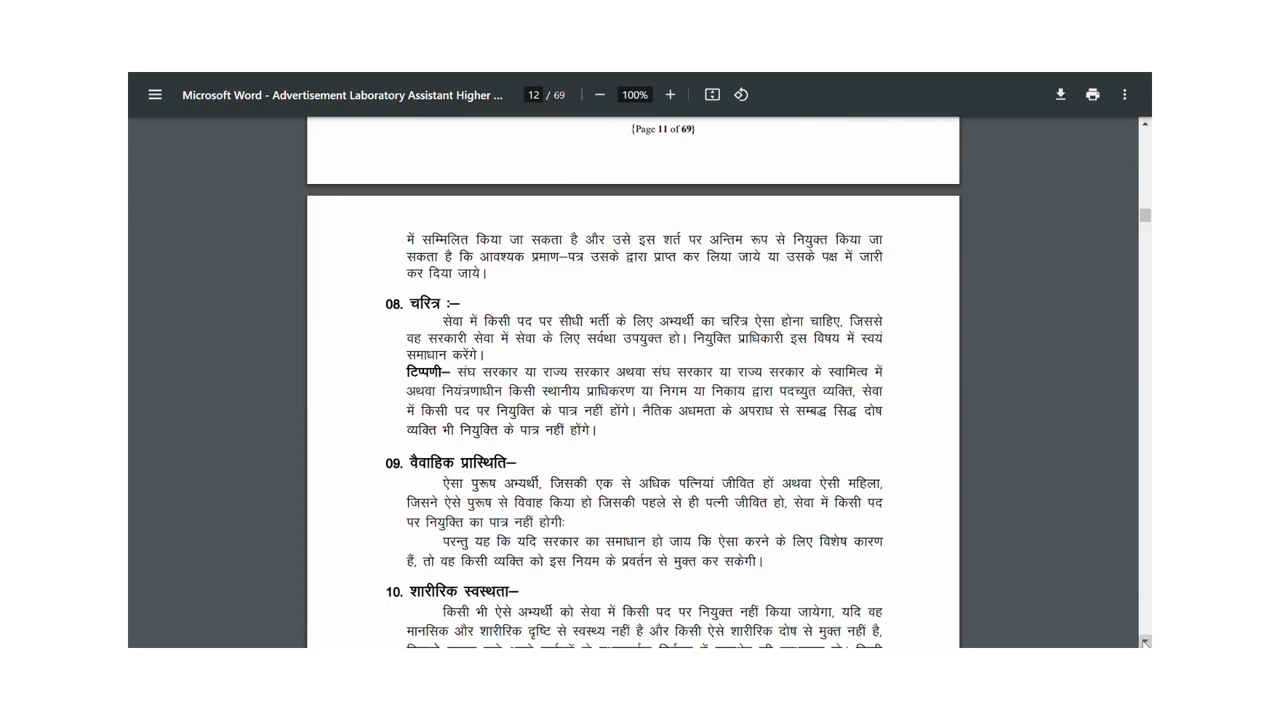 Microsoft Word - Advertisement Laboratory Assistant Higher ...
12 / 69
100%
{Page 11 of 69}
में सम्मिलित किया जा सकता है और उसे इस शर्त पर अन्तिम रूप से नियुक्त किया जा
सकता है कि आवश्यक प्रमाण–पत्र उसके द्वारा प्राप्त कर लिया जाये या उसके पक्ष में जारी
कर दिया जाये।
08. चरित्र :–
सेवा में किसी पद पर सीधी भर्ती के लिए अभ्यर्थी का चरित्र ऐसा होना चाहिए, जिससे
वह सरकारी सेवा में सेवा के लिए सर्वथा उपयुक्त हो। नियुक्ति प्राधिकारी इस विषय में स्वयं
समाधान करेंगे।
टिप्पणी– संघ सरकार या राज्य सरकार अथवा संघ सरकार या राज्य सरकार के स्वामित्व में
अथवा नियंत्रणाधीन किसी स्थानीय प्राधिकरण या निगम या निकाय द्वारा पदच्युत व्यक्ति, सेवा
में किसी पद पर नियुक्ति के पात्र नहीं होंगे। नैतिक अधमता के अपराध से सम्बद्ध सिद्ध दोष
व्यक्ति भी नियुक्ति के पात्र नहीं होंगे।
09. वैवाहिक प्रास्थिति–
ऐसा पुरूष अभ्यर्थी, जिसकी एक से अधिक पत्नियां जीवित हों अथवा ऐसी महिला,
जिसने ऐसे पुरूष से विवाह किया हो जिसकी पहले से ही पत्नी जीवित हो, सेवा में किसी पद
पर नियुक्ति का पात्र नहीं होगीः
परन्तु यह कि यदि सरकार का समाधान हो जाय कि ऐसा करने के लिए विशेष कारण
हैं, तो वह किसी व्यक्ति को इस नियम के प्रवर्तन से मुक्त कर सकेगी।
10. शारीरिक स्वस्थता–
किसी भी ऐसे अभ्यर्थी को सेवा में किसी पद पर नियुक्त नहीं किया जायेगा, यदि वह
मानसिक और शारीरिक दृष्टि से स्वस्थ्य नहीं है और किसी ऐसे शारीरिक दोष से मुक्त नहीं है,